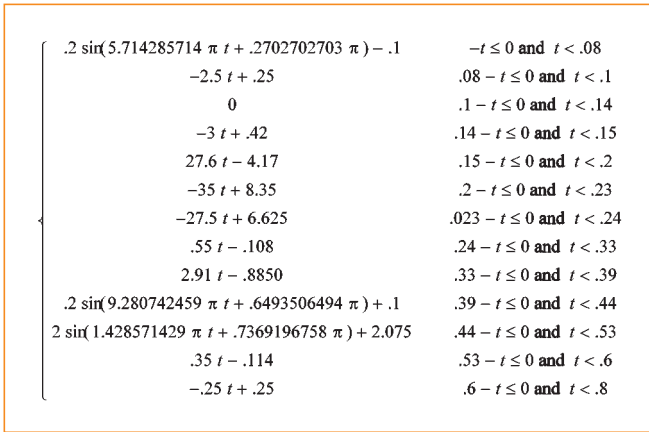 .2 sin(5.714285714 π t + .2702702703 π) – .1 –t ≤ 0 and t < .08
–2.5 t + .25 .08 – t ≤ 0 and t < .1
0 .1 – t ≤ 0 and t < .14
–3 t + .42 .14 – t ≤ 0 and t < .15
27.6 t – 4.17 .15 – t ≤ 0 and t < .2
–35 t + 8.35 .2 – t ≤ 0 and t < .23
–27.5 t + 6.625 .023 – t ≤ 0 and t < .24
.55 t – .108 .24 – t ≤ 0 and t < .33
2.91 t – .8850 .33 – t ≤ 0 and t < .39
.2 sin(9.280742459 π t + .6493506494 π) + .1 .39 – t ≤ 0 and t < .44
2 sin(1.428571429 π t + .7369196758 π) + 2.075 .44 – t ≤ 0 and t < .53
.35 t – .114 .53 – t ≤ 0 and t < .6
–.25 t + .25 .6 – t ≤ 0 and t < .8